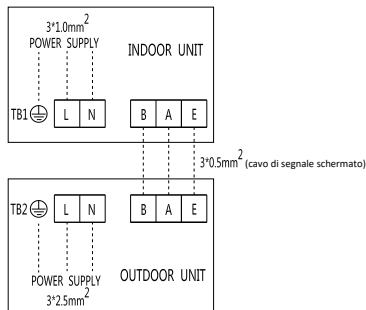 3*1.0mm²
POWER SUPPLY
INDOOR UNIT
TB1 L N B A E
3*0.5mm² (cavo di segnale schermato)
TB2 L N B A E
POWER SUPPLY
3*2.5mm²
OUTDOOR UNIT